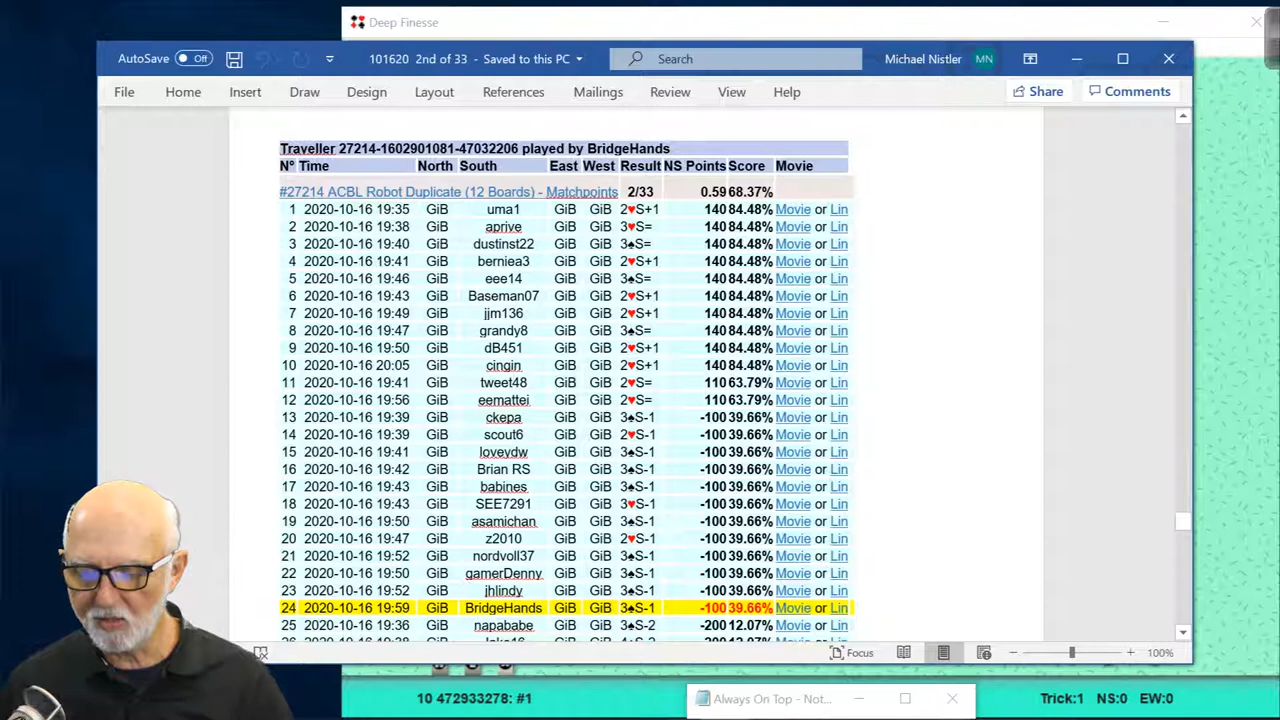 Deep Finesse
AutoSave Off 101620 2nd of 33 - Saved to this PC Search Michael Nistler MN
File Home Insert Draw Design Layout References Mailings Review View Help Share Comments
Traveller 27214-1602901081-47032206 played by BridgeHands
Nº Time North South East West Result NS Points Score Movie
#27214 ACBL Robot Duplicate (12 Boards) - Matchpoints 2/33 0.59 68.37%
1 2020-10-16 19:35 GiB uma1 GiB GiB 2♥S+1 140 84.48% Movie or Lin
2 2020-10-16 19:38 GiB aprive GiB GiB 3♥S= 140 84.48% Movie or Lin
3 2020-10-16 19:40 GiB dustinst22 GiB GiB 3♠S= 140 84.48% Movie or Lin
4 2020-10-16 19:41 GiB berniea3 GiB GiB 2♥S+1 140 84.48% Movie or Lin
5 2020-10-16 19:46 GiB eee14 GiB GiB 3♠S= 140 84.48% Movie or Lin
6 2020-10-16 19:43 GiB Baseman07 GiB GiB 2♥S+1 140 84.48% Movie or Lin
7 2020-10-16 19:49 GiB jjm136 GiB GiB 2♥S+1 140 84.48% Movie or Lin
8 2020-10-16 19:47 GiB grandy8 GiB GiB 3♠S= 140 84.48% Movie or Lin
9 2020-10-16 19:50 GiB dB451 GiB GiB 2♥S+1 140 84.48% Movie or Lin
10 2020-10-16 20:05 GiB cingin GiB GiB 2♥S+1 140 84.48% Movie or Lin
11 2020-10-16 19:41 GiB tweet48 GiB GiB 2♥S= 110 63.79% Movie or Lin
12 2020-10-16 19:56 GiB eemattei GiB GiB 2♥S= 110 63.79% Movie or Lin
13 2020-10-16 19:39 GiB ckepa GiB GiB 3♠S-1 -100 39.66% Movie or Lin
14 2020-10-16 19:39 GiB scout6 GiB GiB 2♥S-1 -100 39.66% Movie or Lin
15 2020-10-16 19:41 GiB loveydw GiB GiB 3♠S-1 -100 39.66% Movie or Lin
16 2020-10-16 19:42 GiB Brian RS GiB GiB 3♠S-1 -100 39.66% Movie or Lin
17 2020-10-16 19:43 GiB babines GiB GiB 3♠S-1 -100 39.66% Movie or Lin
18 2020-10-16 19:43 GiB SEE7291 GiB GiB 3♥S-1 -100 39.66% Movie or Lin
19 2020-10-16 19:50 GiB asamichan GiB GiB 3♠S-1 -100 39.66% Movie or Lin
20 2020-10-16 19:47 GiB z2010 GiB GiB 2♥S-1 -100 39.66% Movie or Lin
21 2020-10-16 19:52 GiB nordvoll37 GiB GiB 3♠S-1 -100 39.66% Movie or Lin
22 2020-10-16 19:50 GiB gamerDenny GiB GiB 3♠S-1 -100 39.66% Movie or Lin
23 2020-10-16 19:52 GiB jhlindy GiB GiB 3♠S-1 -100 39.66% Movie or Lin
24 2020-10-16 19:59 GiB BridgeHands GiB GiB 3♠S-1 -100 39.66% Movie or Lin
25 2020-10-16 19:36 GiB napababe GiB GiB 3♠S-2 -200 12.07% Movie or Lin
Focus 100%
10 472933278: #1 Always On Top - Not... Trick:1 NS:0 EW:0